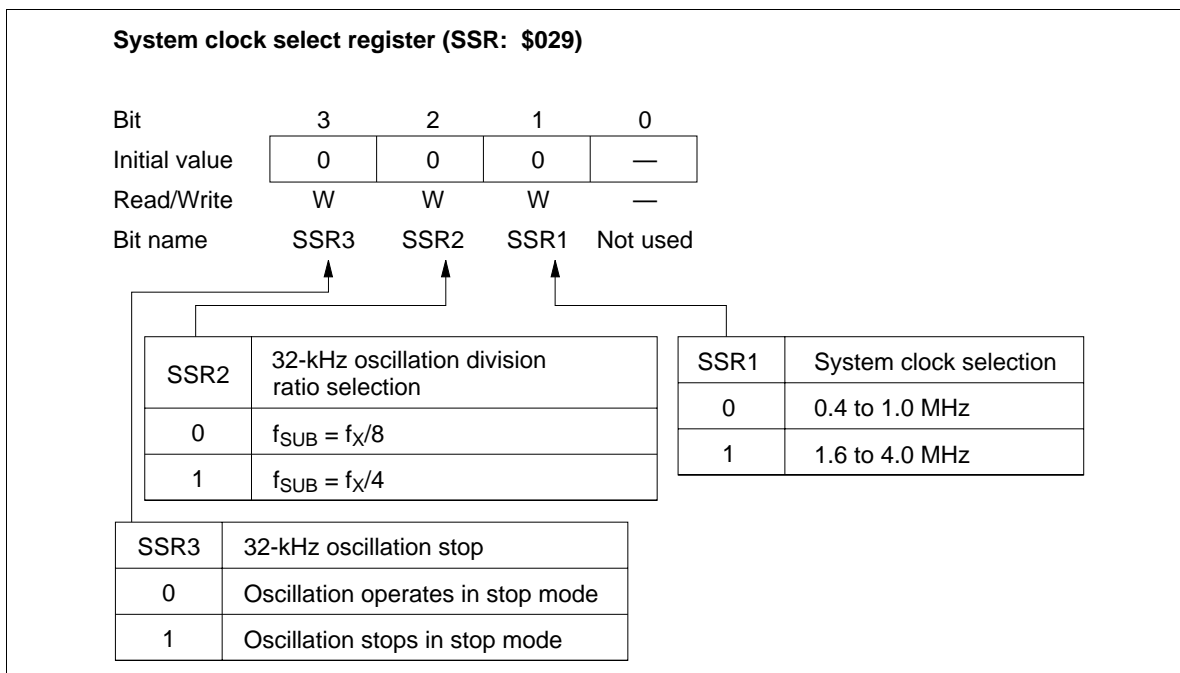 System clock select register (SSR: $029)
Bit 3 2 1 0
Initial value 0 0 0 —
Read/Write W W W —
Bit name SSR3 SSR2 SSR1 Not used
SSR2 32-kHz oscillation division
ratio selection
0 fSUB = fX/8
1 fSUB = fX/4
SSR1 System clock selection
0 0.4 to 1.0 MHz
1 1.6 to 4.0 MHz
SSR3 32-kHz oscillation stop
0 Oscillation operates in stop mode
1 Oscillation stops in stop mode